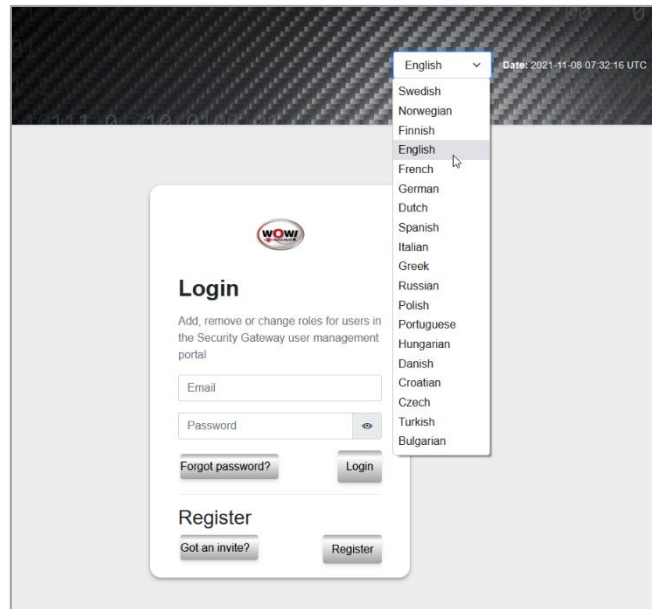 English
Date: 2021-11-08 07:32:16 UTC
Swedish
Norwegian
Finnish
English
French
German
Dutch
Spanish
Italian
Greek
Russian
Polish
Portuguese
Hungarian
Danish
Croatian
Czech
Turkish
Bulgarian
WOW!
Login
Add, remove or change roles for users in
the Security Gateway user management
portal
Email
Password
Forgot password?
Login
Register
Got an invite?
Register